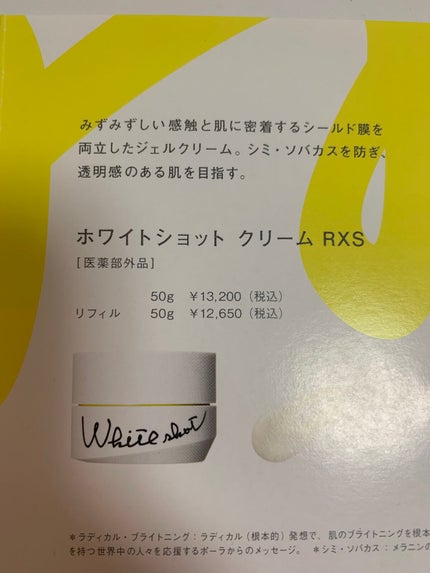 みずみずしい感触と肌に密着するシールド膜を
両立したジェルクリーム。シミ・ソバカスを防ぎ、
透明感のある肌を目指す。
ホワイトショット クリーム RXS
[医薬部外品]
50g ¥13,200（税込）
リフィル 50g ¥12,650（税込）
White shot
＊ラディカル・ブライトニング：ラディカル（根本的）発想で、肌のブライトニングを根本
を持つ世界中の人々を応援するポーラからのメッセージ。 ＊シミ・ソバカス：メラニンの